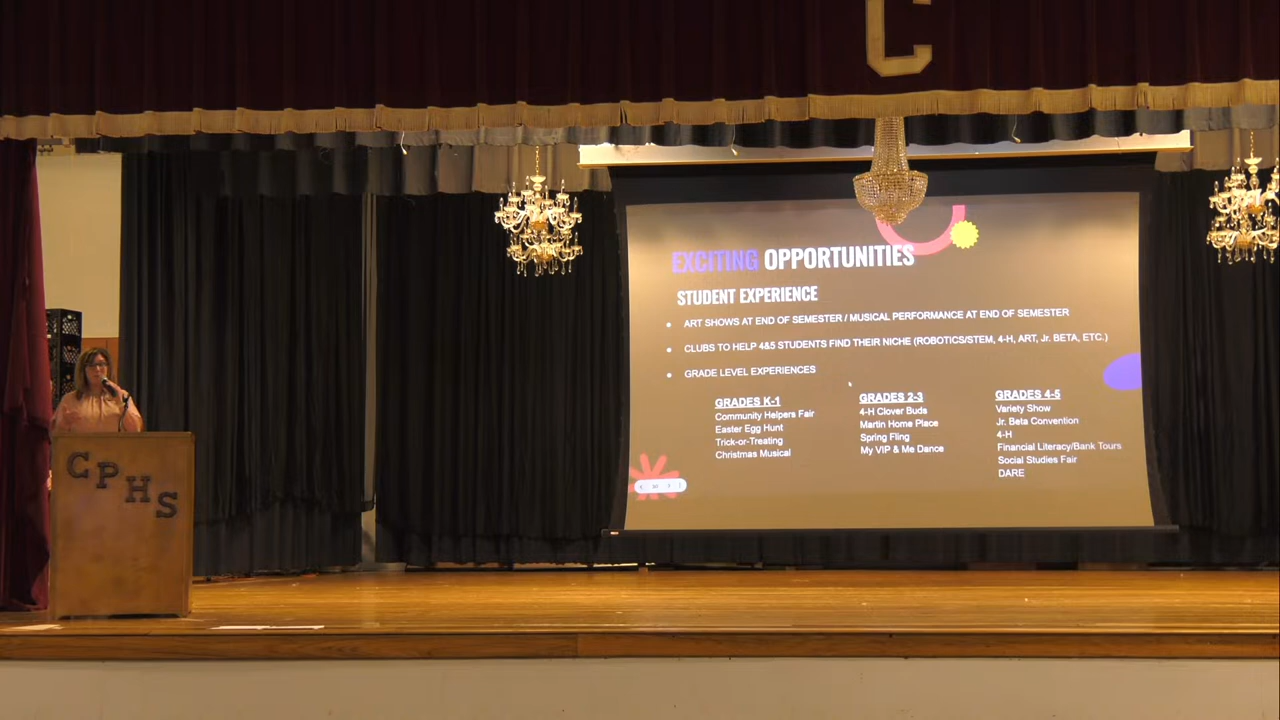 C
EXCITING OPPORTUNITIES
STUDENT EXPERIENCE
ART SHOWS AT END OF SEMESTER / MUSICAL PERFORMANCE AT END OF SEMESTER
CLUBS TO HELP 4&5 STUDENTS FIND THEIR NICHE (ROBOTICS/STEM, 4-H, ART, Jr. BETA, ETC.)
GRADE LEVEL EXPERIENCES
GRADES K-1
Community Helpers Fair
Easter Egg Hunt
Trick-or-Treating
Christmas Musical
GRADES 2-3
4-H Clover Buds
Martin Home Place
Spring Fling
My VIP & Me Dance
GRADES 4-5
Variety Show
Jr. Beta Convention
4-H
Financial Literacy/Bank Tours
Social Studies Fair
DARE
CPHS